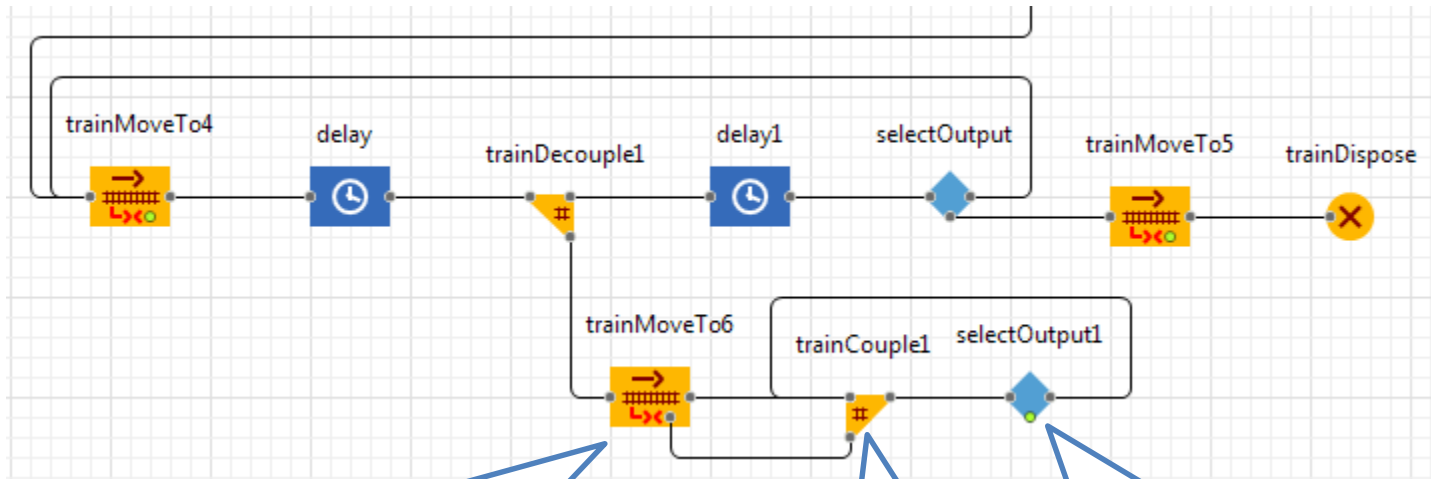 trainMoveTo4
delay
trainDecouple1
delay1
selectOutput
trainMoveTo5
trainDispose
trainMoveTo6
trainCouple1
selectOutput1